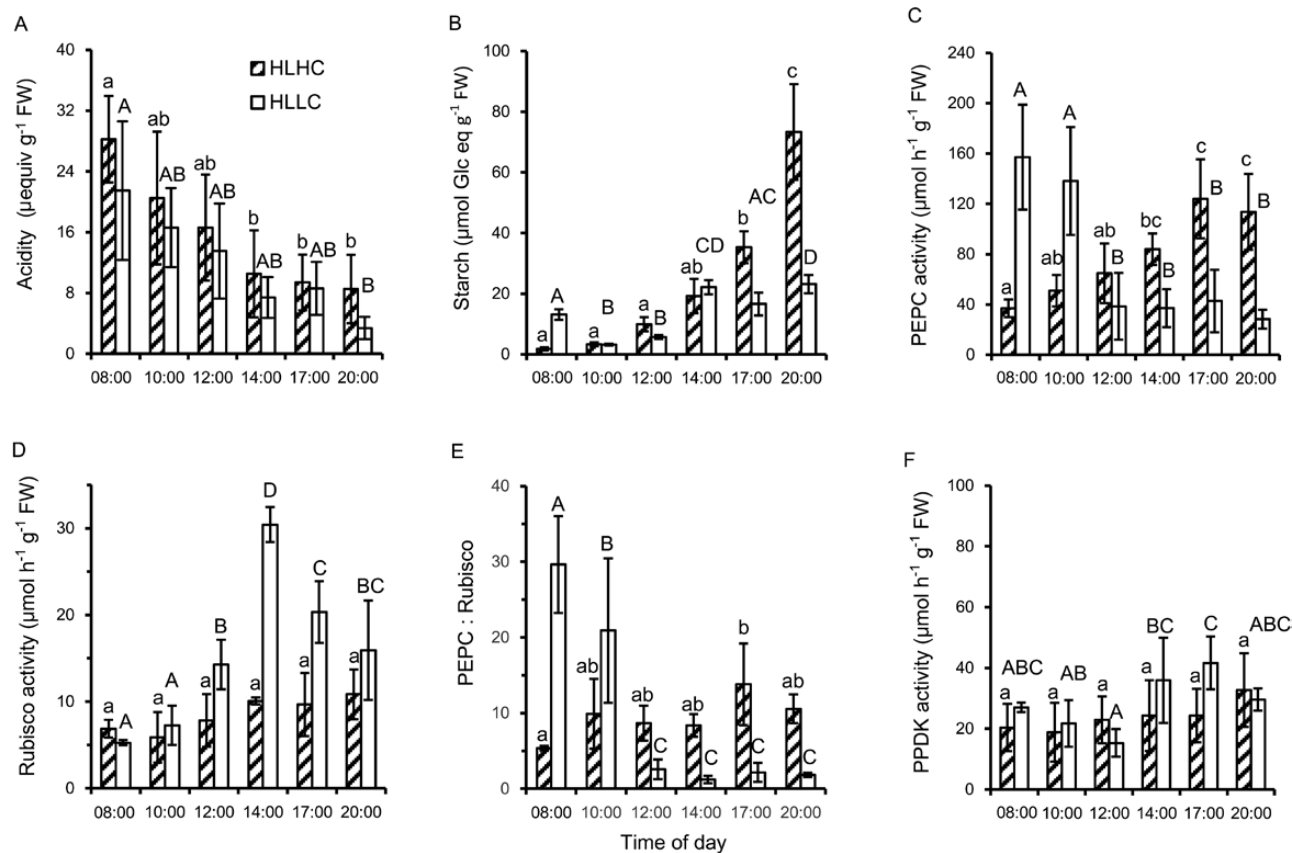 A
Acidity (µequiv g⁻¹ FW)
40
32
24
16
8
0
HLHC
HLLC
a
A
ab
AB
ab
AB
b
AB
b
AB
b
B
08:00 10:00 12:00 14:00 17:00 20:00
B
Starch (µmol Glc eq g⁻¹ FW)
100
80
60
40
20
0
a
A
a
B
a
B
ab
CD
b
AC
c
D
08:00 10:00 12:00 14:00 17:00 20:00
C
PEPC activity (µmol h⁻¹ g⁻¹ FW)
240
200
160
120
80
40
0
a
A
ab
A
ab
B
bc
B
c
B
c
B
08:00 10:00 12:00 14:00 17:00 20:00
D
Rubisco activity (µmol h⁻¹ g⁻¹ FW)
30
20
10
0
a
A
a
A
a
B
a
D
a
C
a
BC
08:00 10:00 12:00 14:00 17:00 20:00
E
PEPC : Rubisco
40
30
20
10
0
a
A
ab
B
ab
C
ab
C
b
C
ab
C
08:00 10:00 12:00 14:00 17:00 20:00
Time of day
F
PPDK activity (µmol h⁻¹ g⁻¹ FW)
100
80
60
40
20
0
a
ABC
a
AB
a
A
a
BC
a
C
a
ABC
08:00 10:00 12:00 14:00 17:00 20:00